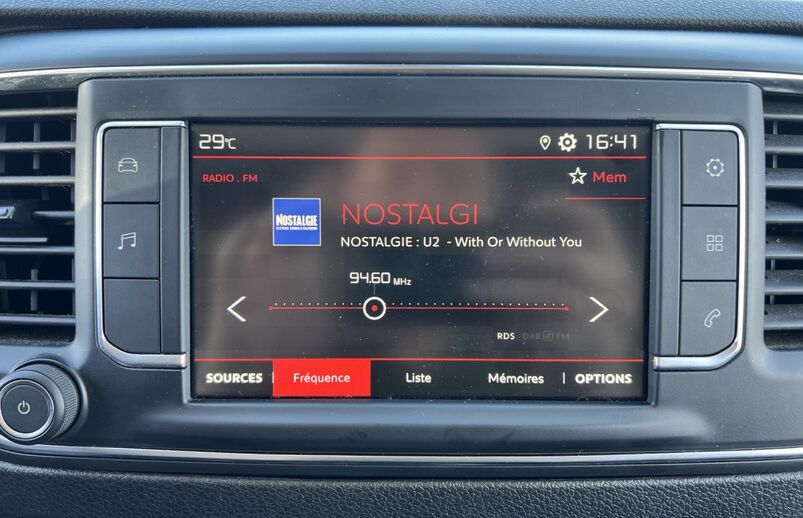 29°C 16:41
RADIO . FM
Mem
NOSTALGIE
NOSTALGI
NOSTALGIE : U2 - With Or Without You
94.60 MHz
RDS DAB FM
SOURCES | Fréquence Liste Mémoires | OPTIONS